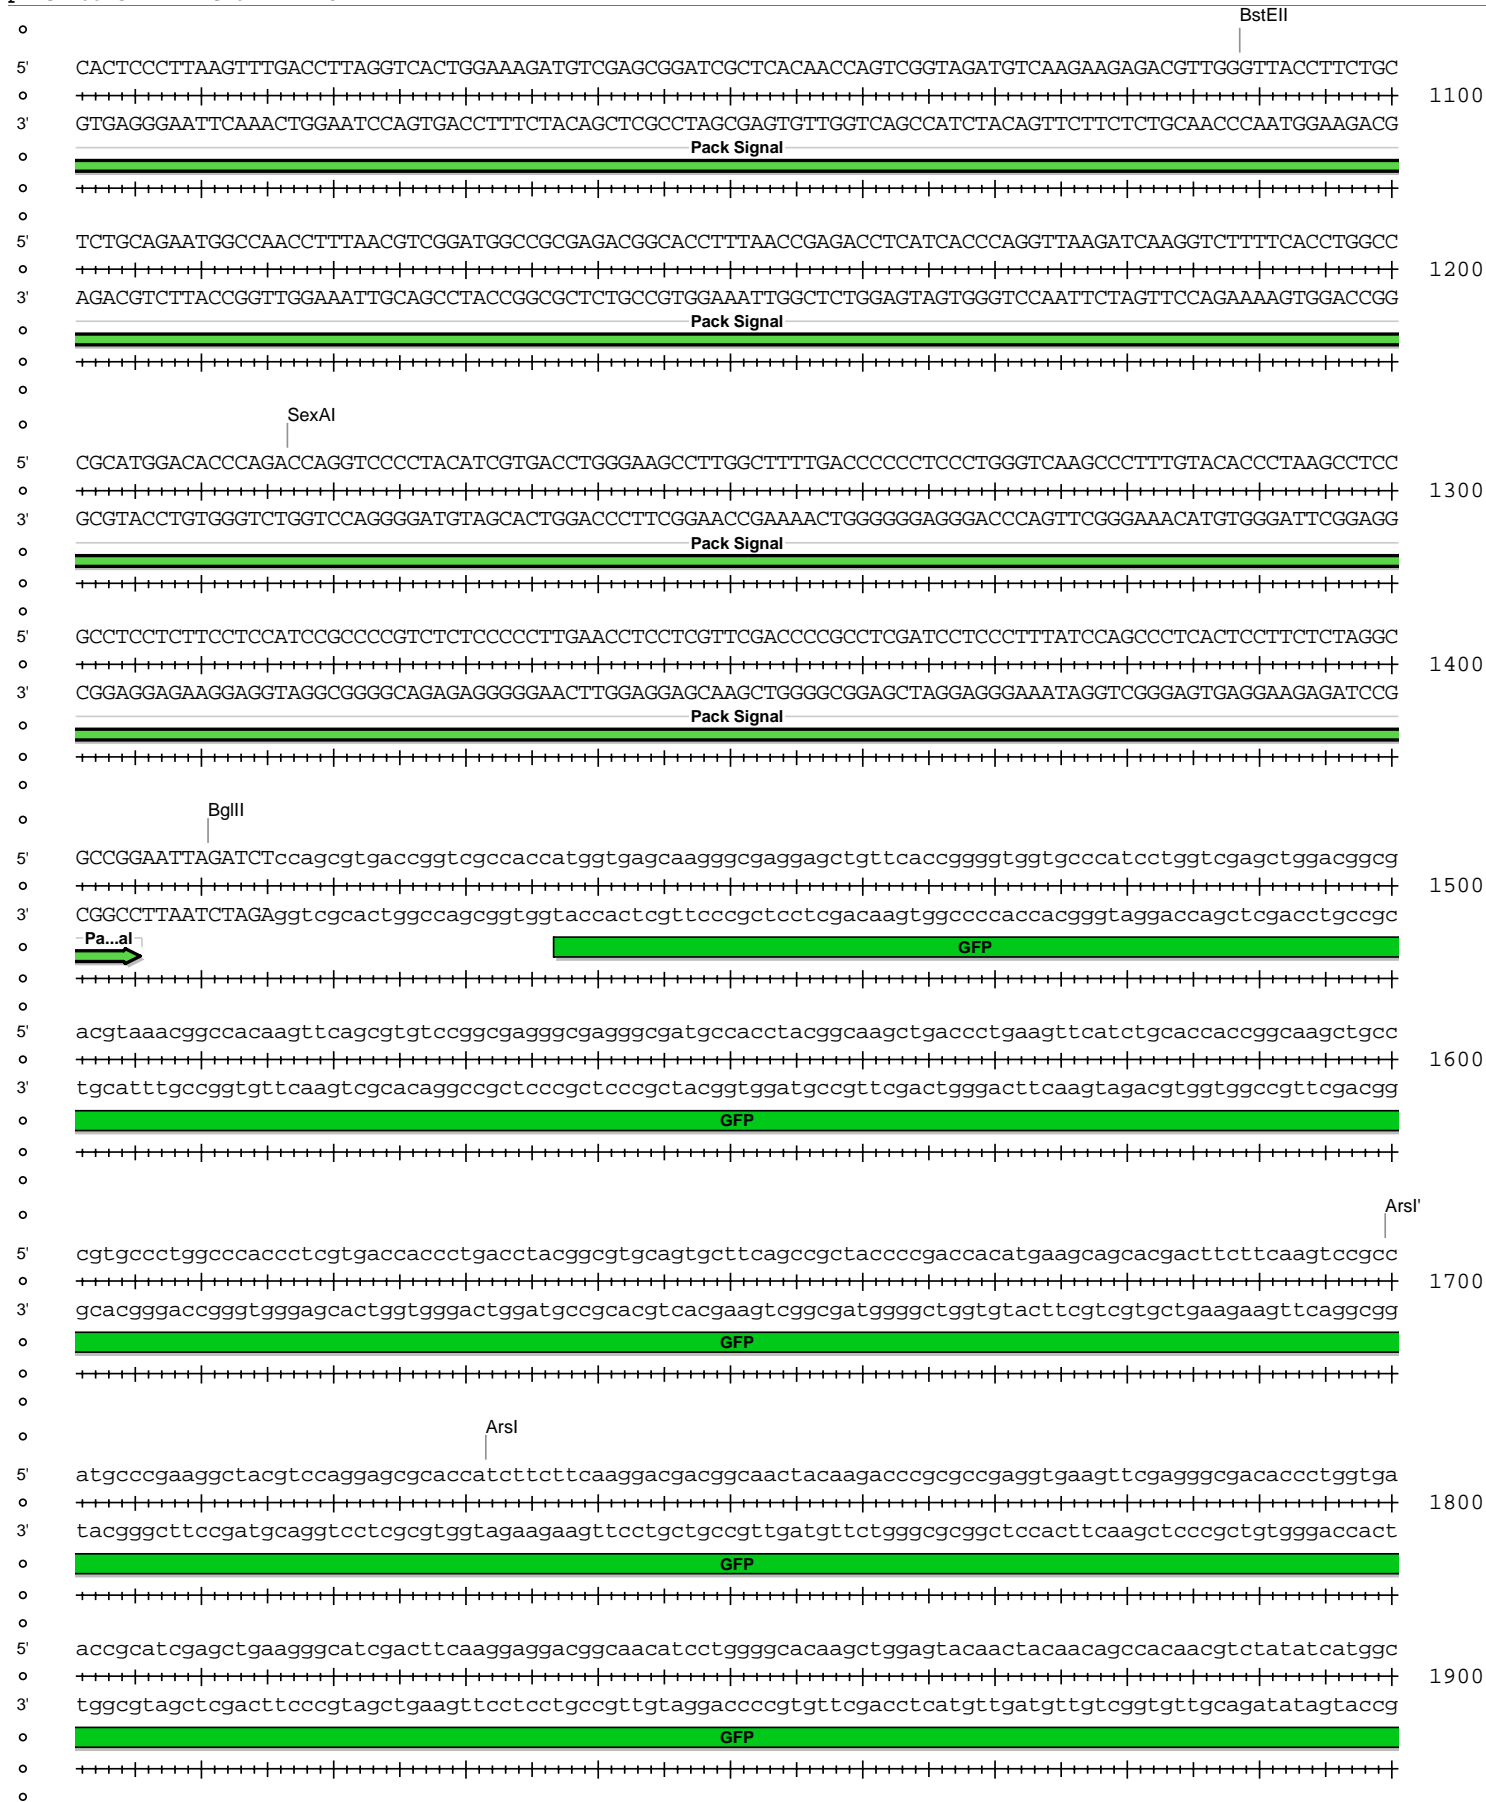 BstEII
5' CACTCCCTTAAGTTTGACCTTAGGTCACTGGAAAGATGTCGAGCGGATCGCTCACAACCAGTCGGTAGATGTCAAGAAGAGACGTTGGGTTACCTTCTGC
1100
3' GTGAGGGAATTCAAACTGGAATCCAGTGACCTTTCTACAGCTCGCCTAGCGAGTGTTGGTCAGCCATCTACAGTTCTTCTCTGCAACCCAATGGAAGACG
Pack Signal
5' TCTGCAGAATGGCCAACCTTTAACGTCGGATGGCCGCGAGACGGCACCTTTAACCGAGACCTCATCACCCAGGTTAAGATCAAGGTCTTTTCACCTGGCC
1200
3' AGACGTCTTACCGGTTGGAAATTGCAGCCTACCGGCGCTCTGCCGTGGAAATTGGCTCTGGAGTAGTGGGTCCAATTCTAGTTCCAGAAAAGTGGACCGG
Pack Signal
SexAI
5' CGCATGGACACCCAGACCAGGTCCCCTACATCGTGACCTGGGAAGCCTTGGCTTTTGACCCCCCTCCCTGGGTCAAGCCCTTTGTACACCCTAAGCCTCC
1300
3' GCGTACCTGTGGGTCTGGTCCAGGGGATGTAGCACTGGACCCTTCGGAACCGAAAACTGGGGGGAGGGACCCAGTTCGGGAAACATGTGGGATTCGGAGG
Pack Signal
5' GCCTCCTCTTCCTCCATCCGCCCCGTCTCTCCCCCTTGAACCTCCTCGTTCGACCCCGCCTCGATCCTCCCTTTATCCAGCCCTCACTCCTTCTCTAGGC
1400
3' CGGAGGAGAAGGAGGTAGGCGGGGCAGAGAGGGGGAACTTGGAGGAGCAAGCTGGGGCGGAGCTAGGAGGGAAATAGGTCGGGAGTGAGGAAGAGATCCG
Pack Signal
BglII
5' GCCGGAATTAGATCTccagcgtgaccggtcgccaccatggtgagcaagggcgaggagctgttcaccggggtggtgcccatcctggtcgagctggacggcg
1500
3' CGGCCTTAATCTAGAggtcgcactggccagcggtggtaccactcgttcccgctcctcgacaagtggccccaccacgggtaggaccagctcgacctgccgc
Pa...al
GFP
5' acgtaaacggccacaagttcagcgtgtccggcgagggcgagggcgatgccacctacggcaagctgaccctgaagttcatctgcaccaccggcaagctgcc
1600
3' tgcatttgccggtgttcaagtcgcacaggccgctcccgctcccgctacggtggatgccgttcgactgggacttcaagtagacgtggtggccgttcgacgg
GFP
ArsI'
5' cgtgccctggcccaccctcgtgaccaccctgacctacggcgtgcagtgcttcagccgctaccccgaccacatgaagcagcacgacttcttcaagtccgcc
1700
3' gcacgggaccgggtgggagcactggtgggactggatgccgcacgtcacgaagtcggcgatggggctggtgtacttcgtcgtgctgaagaagttcaggcgg
GFP
ArsI
5' atgcccgaaggctacgtccaggagcgcaccatcttcttcaaggacgacggcaactacaagacccgcgccgaggtgaagttcgagggcgacaccctggtga
1800
3' tacgggcttccgatgcaggtcctcgcgtggtagaagaagttcctgctgccgttgatgttctgggcgcggctccacttcaagctcccgctgtgggaccact
GFP
5' accgcatcgagctgaagggcatcgacttcaaggaggacggcaacatcctggggcacaagctggagtacaactacaacagccacaacgtctatatcatggc
1900
3' tggcgtagctcgacttcccgtagctgaagttcctcctgccgttgtaggaccccgtgttcgacctcatgttgatgttgtcggtgttgcagatatagtaccg
GFP